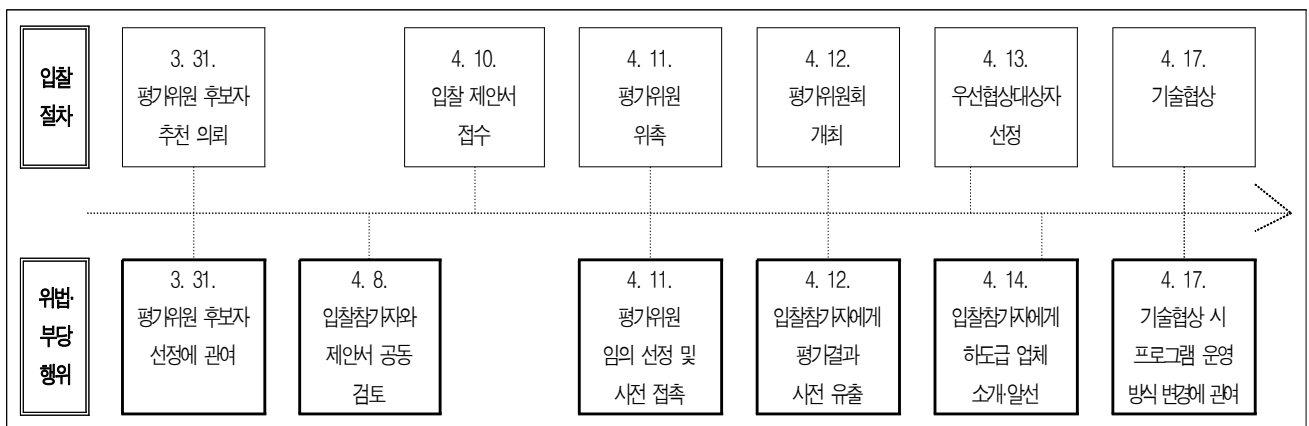 입찰
절차
3. 31.
평가위원 후보자
추천 의뢰
4. 10.
입찰 제안서
접수
4. 11.
평가위원
위촉
4. 12.
평가위원회
개최
4. 13.
우선협상대상자
선정
4. 17.
기술협상
위법·
부당
행위
3. 31.
평가위원 후보자
선정에 관여
4. 8.
입찰참가자와
제안서 공동
검토
4. 11.
평가위원
임의 선정 및
사전 접촉
4. 12.
입찰참가자에게
평가결과
사전 유출
4. 14.
입찰참가자에게
하도급 업체
소개·알선
4. 17.
기술협상 시
프로그램 운영
방식 변경에 관여